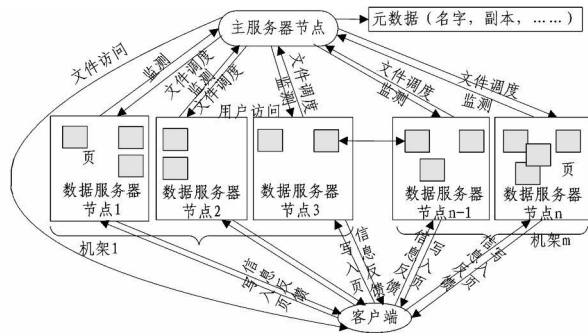 主服务器节点
元数据(名字,副本,……)
文件访问
监测
文件调度
监测
文件调度
监测
文件调度
文件调度
监测
文件调度
监测
用户访问
页
数据服务器
节点1
数据服务器
节点2
数据服务器
节点3
数据服务器
节点n-1
页
数据服务器
节点n
机架1
机架m
信息反馈
写入页
信息反馈
写入页
写入页
信息反馈
写入页
信息反馈
客户端